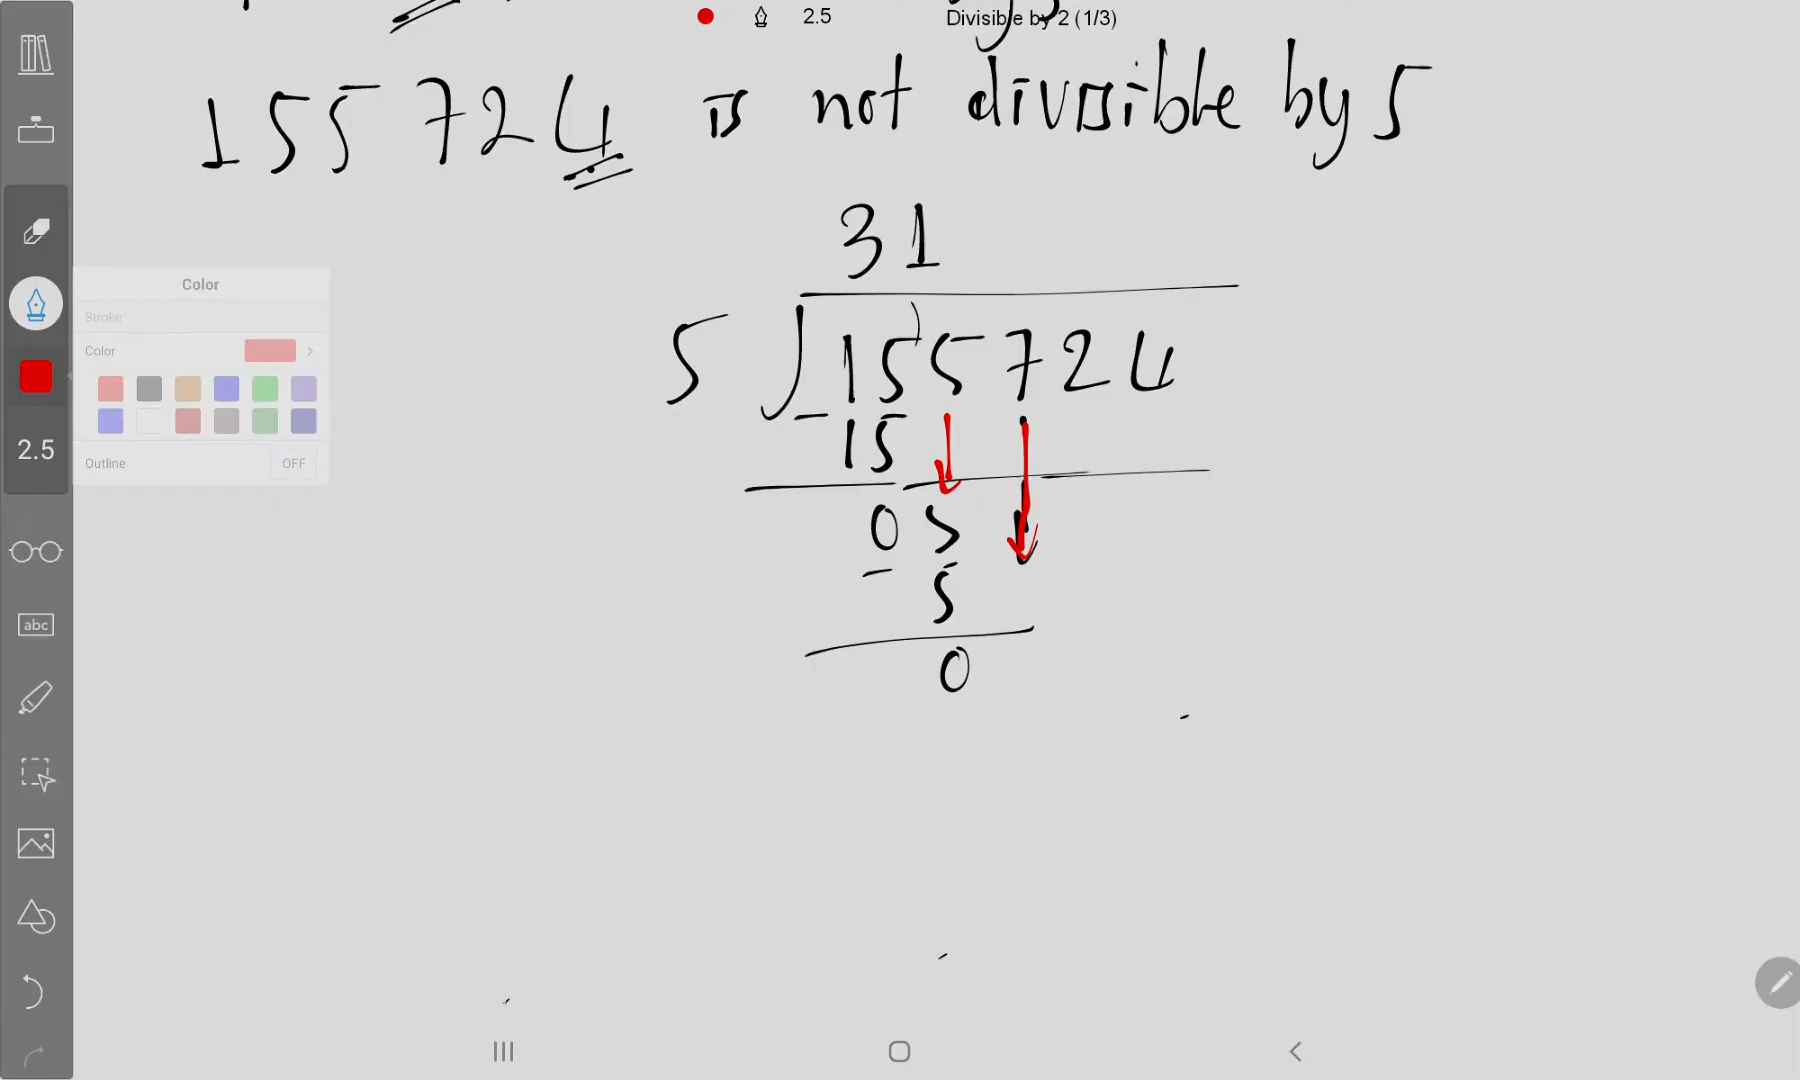 2.5 Divisible by 2 (1/3)
155724 is not divisible by 5
31
5 155724
Color
Stroke
Color
- 15
2.5
Outline OFF
05
- 5
abc
0